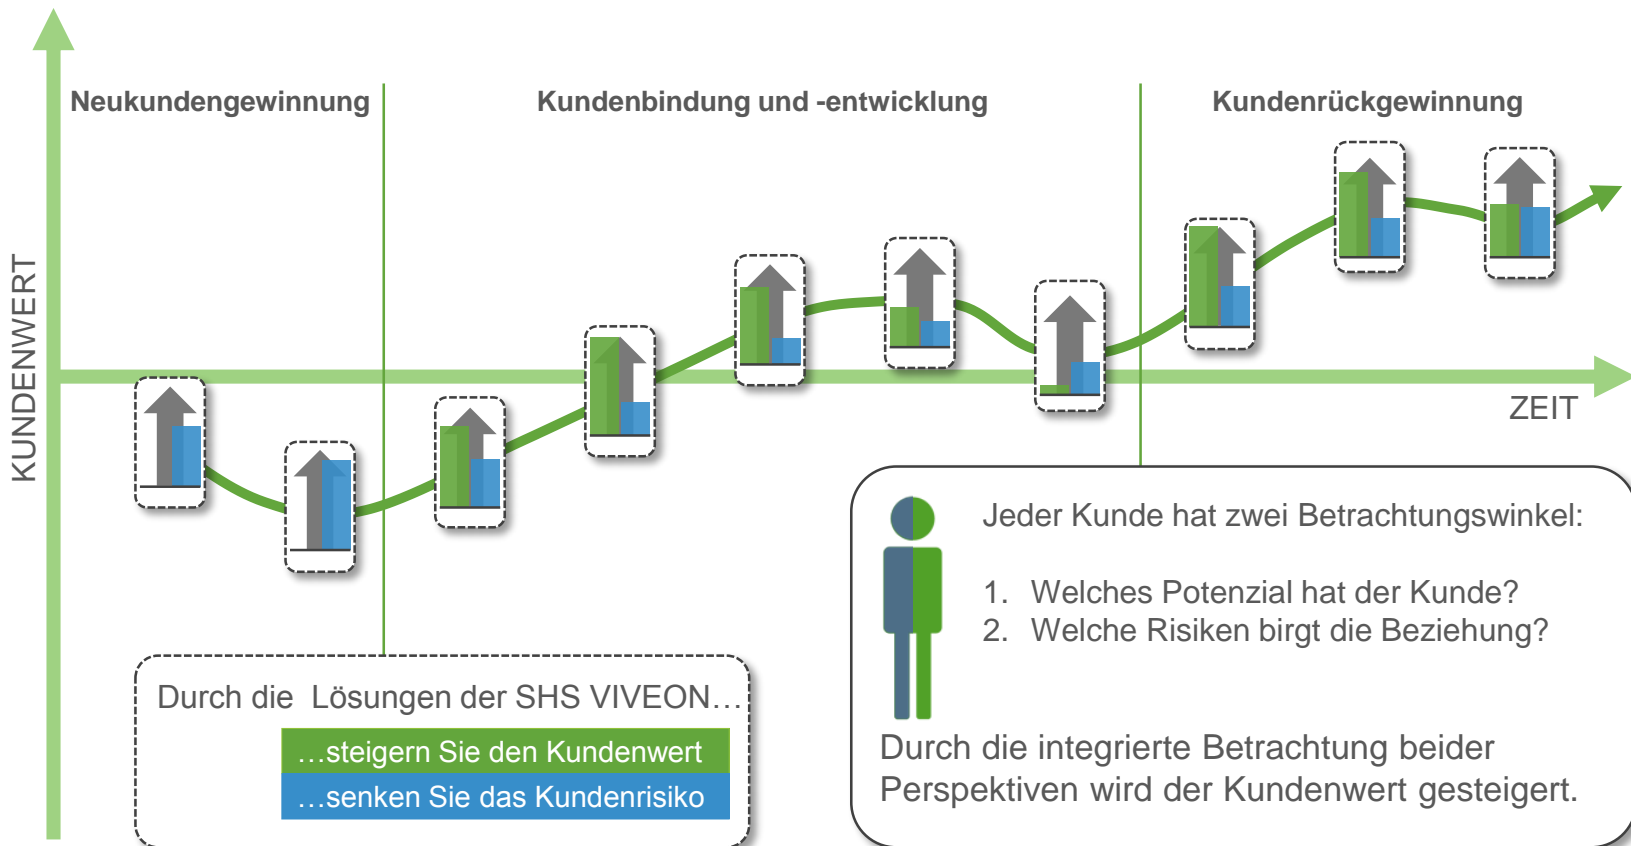 Neukundengewinnung
Kundenbindung und -entwicklung
Kundenrückgewinnung
KUNDENWERT
ZEIT
Jeder Kunde hat zwei Betrachtungswinkel:
1. Welches Potenzial hat der Kunde?
2. Welche Risiken birgt die Beziehung?
Durch die integrierte Betrachtung beider
Perspektiven wird der Kundenwert gesteigert.
Durch die Lösungen der SHS VIVEON…
…steigern Sie den Kundenwert
…senken Sie das Kundenrisiko